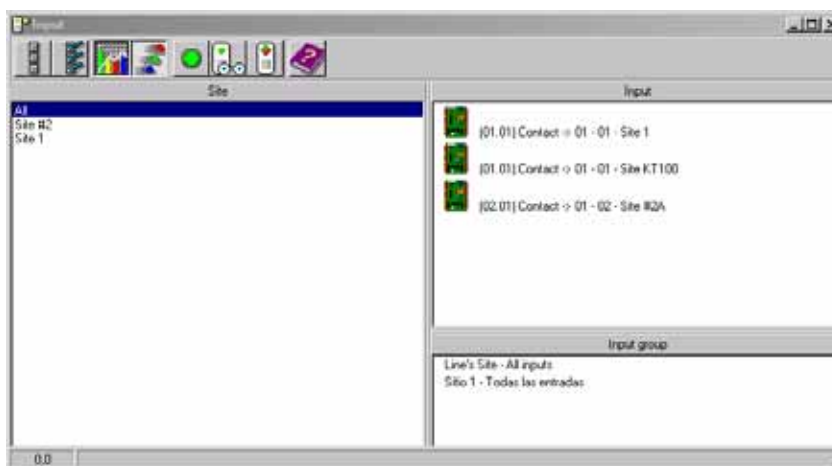 Input
Site
All
Site #2
Site 1
Input
[01.01] Contact -> 01 - 01 - Site 1
[01.01] Contact -> 01 - 01 - Site KT100
[02.01] Contact -> 01 - 02 - Site #2A
Input group
Line's Site - All inputs
Sitio 1 - Todas las entradas
0.0